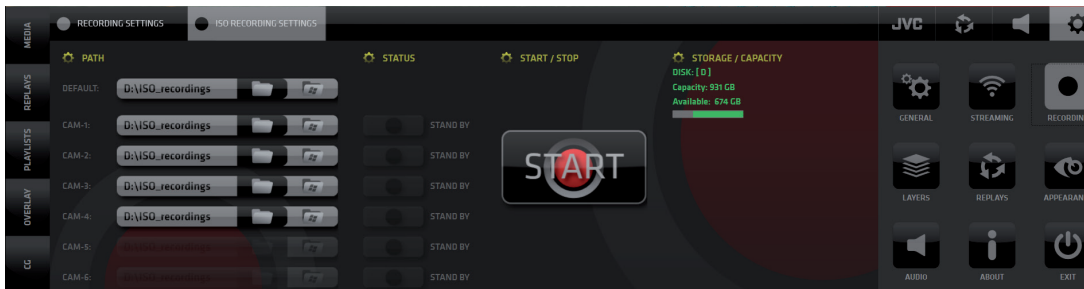 MEDIA
REPLAYS
PLAYLISTS
OVERLAY
CG
RECORDING SETTINGS
ISO RECORDING SETTINGS
JVC
PATH
STATUS
START / STOP
STORAGE / CAPACITY
DISK: [ D ]
Capacity: 931 GB
Available: 674 GB
DEFAULT:
D:\ISO_recordings
CAM-1:
D:\ISO_recordings
STAND BY
CAM-2:
D:\ISO_recordings
STAND BY
CAM-3:
D:\ISO_recordings
STAND BY
CAM-4:
D:\ISO_recordings
STAND BY
CAM-5:
STAND BY
CAM-6:
D:\ISO_recordings
STAND BY
START
GENERAL
STREAMING
RECORDIN
LAYERS
REPLAYS
APPEARAN
AUDIO
ABOUT
EXIT